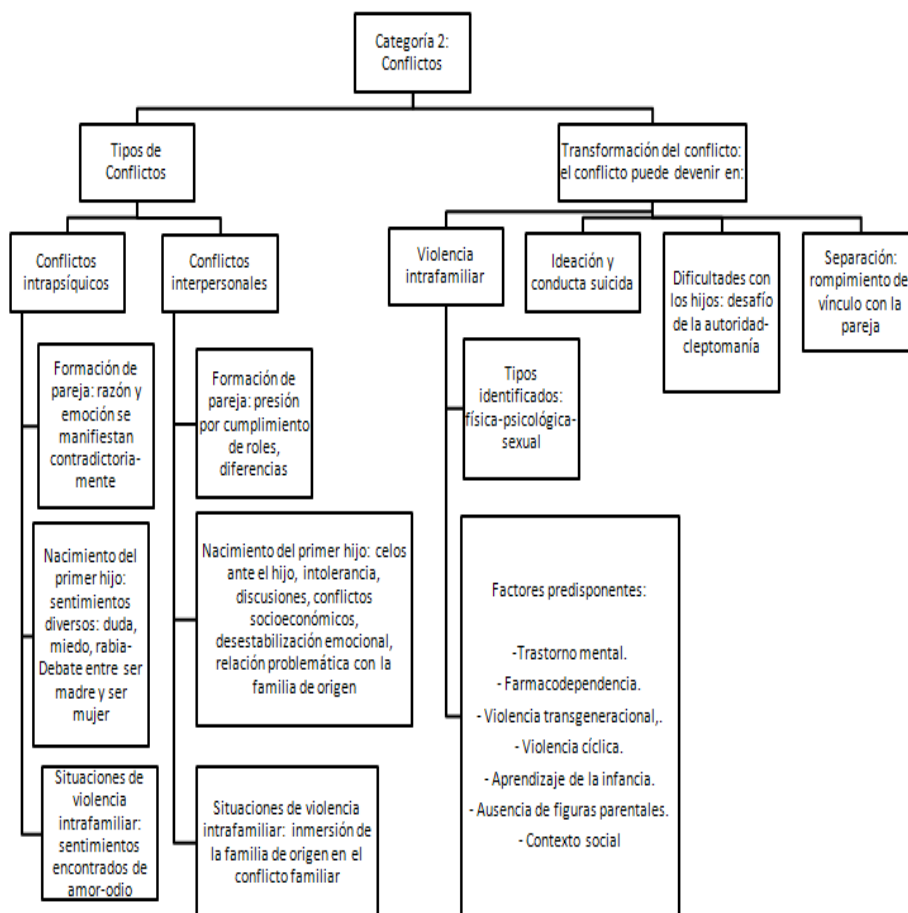 Categoría 2:
Conflictos
Tipos de
Conflictos
Transformación del conflicto:
el conflicto puede devenir en:
Conflictos
intrapsíquicos
Conflictos
interpersonales
Violencia
intrafamiliar
Ideación y
conducta suicida
Dificultades con
los hijos: desafío
de la autoridad-
cleptomanía
Separación:
rompimiento de
vínculo con la
pareja
Formación de
pareja: razón y
emoción se
manifiestan
contradictoria-
mente
Formación de
pareja: presión
por cumplimiento
de roles,
diferencias
Tipos
identificados:
física-psicológica-
sexual
Nacimiento del
primer hijo:
sentimientos
diversos: duda,
miedo, rabia-
Debate entre ser
madre y ser
mujer
Nacimiento del primer hijo: celos
ante el hijo, intolerancia,
discusiones, conflictos
socioeconómicos,
desestabilización emocional,
relación problemática con la
familia de origen
Factores predisponentes:
-Trastorno mental.
- Farmacodependencia.
- Violencia transgeneracional,.
- Violencia cíclica.
- Aprendizaje de la infancia.
- Ausencia de figuras parentales.
- Contexto social
Situaciones de
violencia
intrafamiliar:
sentimientos
encontrados de
amor-odio
Situaciones de violencia
intrafamiliar: inmersión de
la familia de origen en el
conflicto familiar